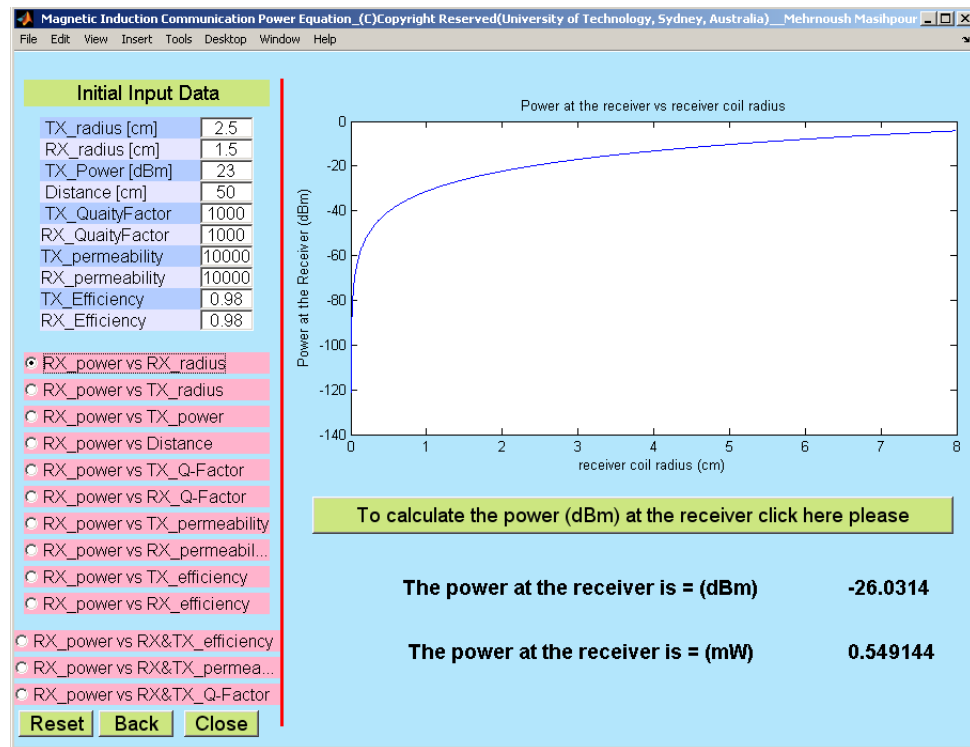 Magnetic Induction Communication Power Equation_(C)Copyright Reserved(University of Technology, Sydney, Australia)__Mehrnoush Masihpour
File Edit View Insert Tools Desktop Window Help
Initial Input Data
TX_radius [cm] 2.5
RX_radius [cm] 1.5
TX_Power [dBm] 23
Distance [cm] 50
TX_QuaityFactor 1000
RX_QuaityFactor 1000
TX_permeability 10000
RX_permeability 10000
TX_Efficiency 0.98
RX_Efficiency 0.98
RX_power vs RX_radius
RX_power vs TX_radius
RX_power vs TX_power
RX_power vs Distance
RX_power vs TX_Q-Factor
RX_power vs RX_Q-Factor
RX_power vs TX_permeability
RX_power vs RX_permeabil...
RX_power vs TX_efficiency
RX_power vs RX_efficiency
RX_power vs RX&TX_efficiency
RX_power vs RX&TX_permea...
RX_power vs RX&TX_Q-Factor
Reset Back Close
Power at the receiver vs receiver coil radius
Power at the Receiver (dBm)
0
-20
-40
-60
-80
-100
-120
-140
0 1 2 3 4 5 6 7 8
receiver coil radius (cm)
To calculate the power (dBm) at the receiver click here please
The power at the receiver is = (dBm) -26.0314
The power at the receiver is = (mW) 0.549144